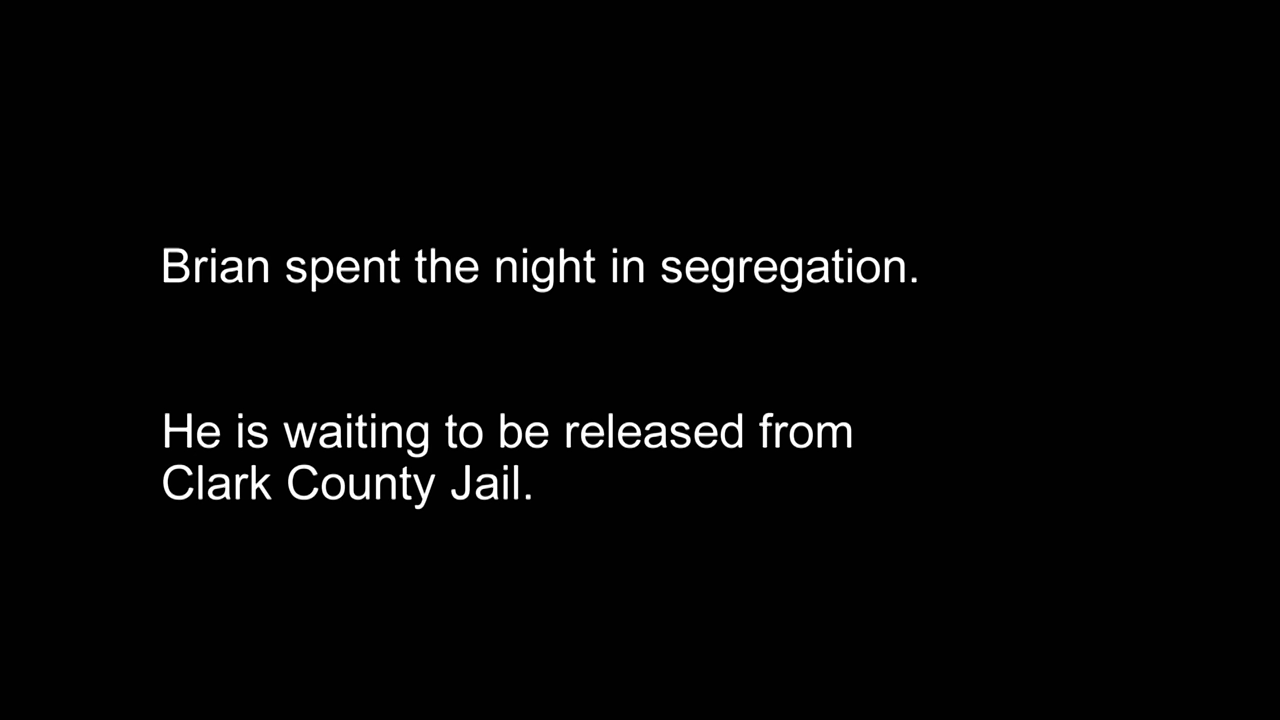 Brian spent the night in segregation.
He is waiting to be released from
Clark County Jail.